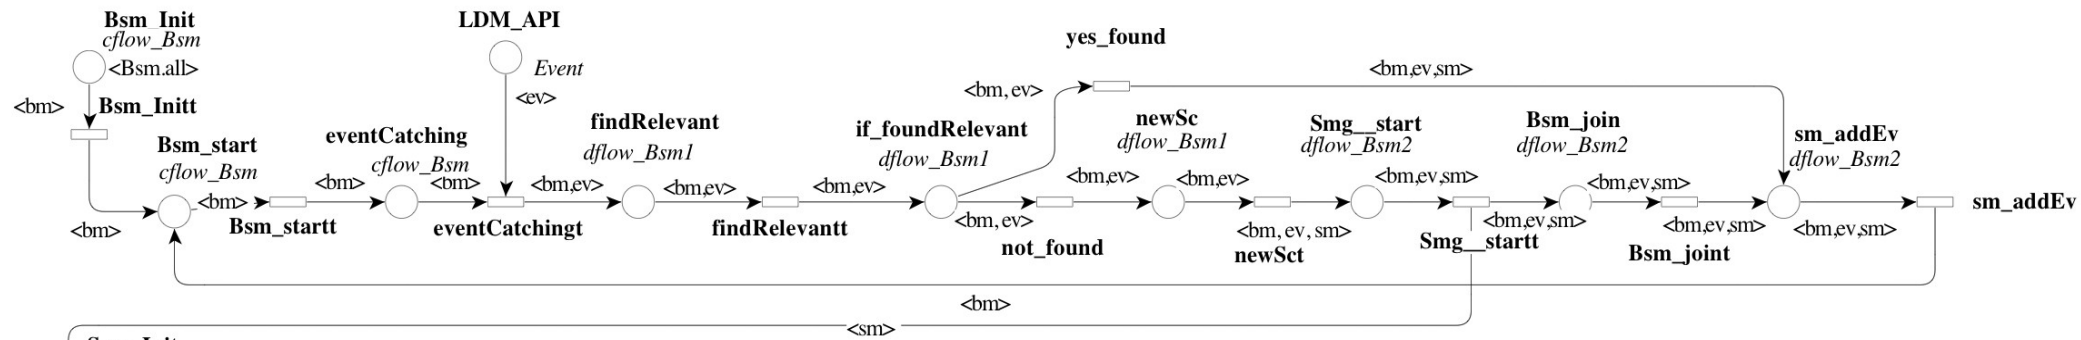 Bsm_Init
cflow_Bsm
<Bsm.all>
<bm>
Bsm_Initt
<bm>
Bsm_start
cflow_Bsm
<bm>
Bsm_startt
<bm>
eventCatching
cflow_Bsm
<bm>
LDM_API
Event
<ev>
eventCatchingt
<bm,ev>
findRelevant
dflow_Bsm1
<bm,ev>
findRelevantt
<bm,ev>
if_foundRelevant
dflow_Bsm1
<bm, ev>
yes_found
<bm,ev,sm>
<bm, ev>
not_found
<bm,ev>
newSc
dflow_Bsm1
<bm,ev>
newSct
<bm, ev, sm>
Smg__start
dflow_Bsm2
<bm,ev,sm>
Smg__startt
<bm,ev,sm>
Bsm_join
dflow_Bsm2
<bm,ev,sm>
Bsm_joint
<bm,ev,sm>
sm_addEv
dflow_Bsm2
<bm,ev,sm>
sm_addEv
<bm>
<sm>